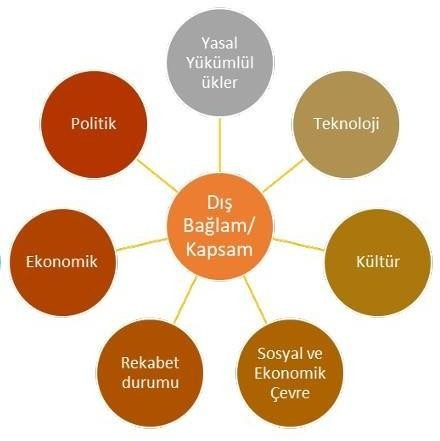 Yasal
Yükümlül
ükler
Teknoloji
Kültür
Sosyal ve
Ekonomik
Çevre
Rekabet
durumu
Ekonomik
Politik
Dış
Bağlam/
Kapsam